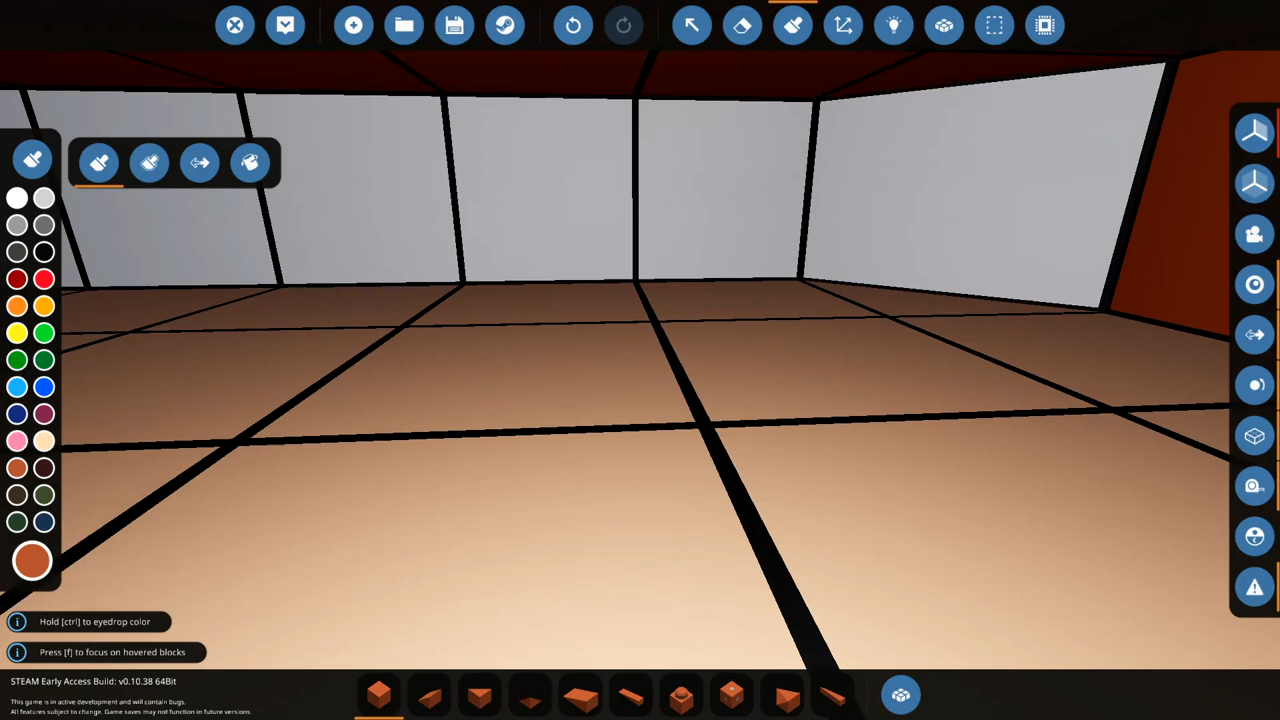 Hold [ctrl] to eyedrop color
Press [f] to focus on hovered blocks
STEAM Early Access Build: v0.10.38 64Bit
This game is in active development and will contain bugs.
All features subject to change. Game saves may not function in future versions.